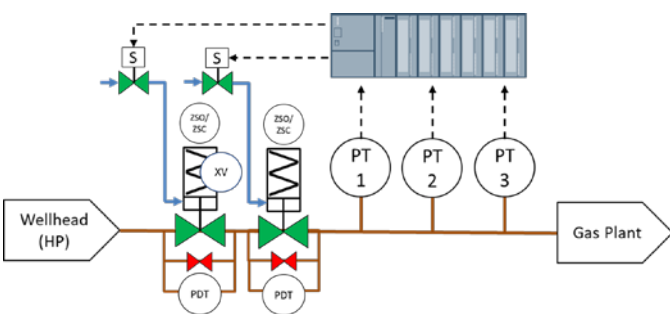 S
S
ZSO/
ZSC
ZSO/
ZSC
XV
PT
1
PT
2
PT
3
Wellhead
(HP)
Gas Plant
PDT
PDT